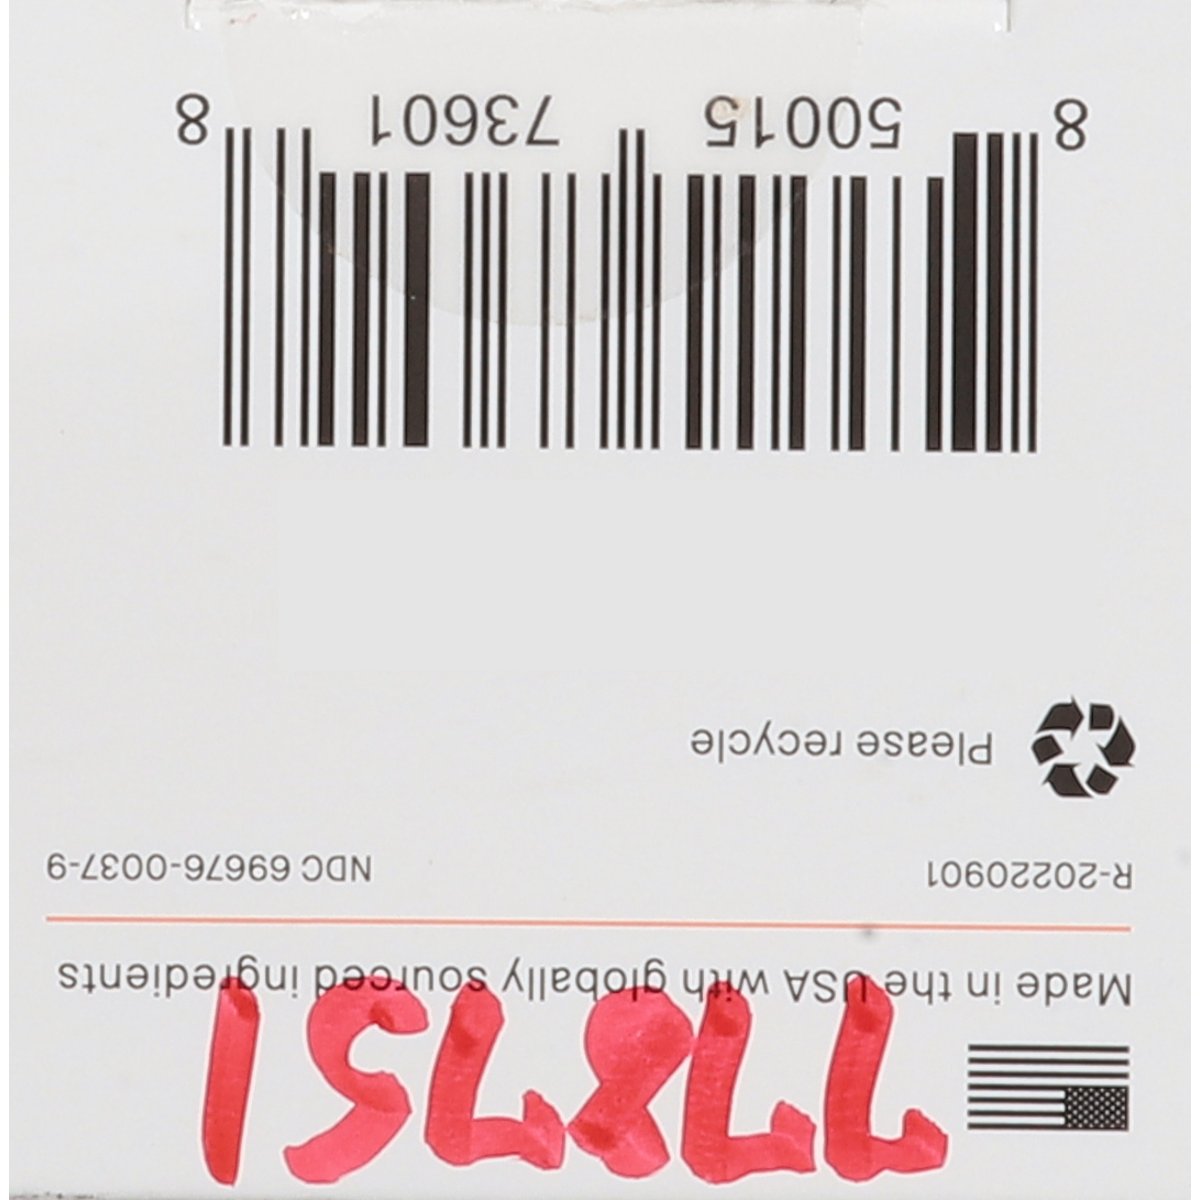 778751
Made in the USA with globally sourced ingredients
R-20220901 NDC 69676-0037-9
Please recycle
8 50015 73601 8